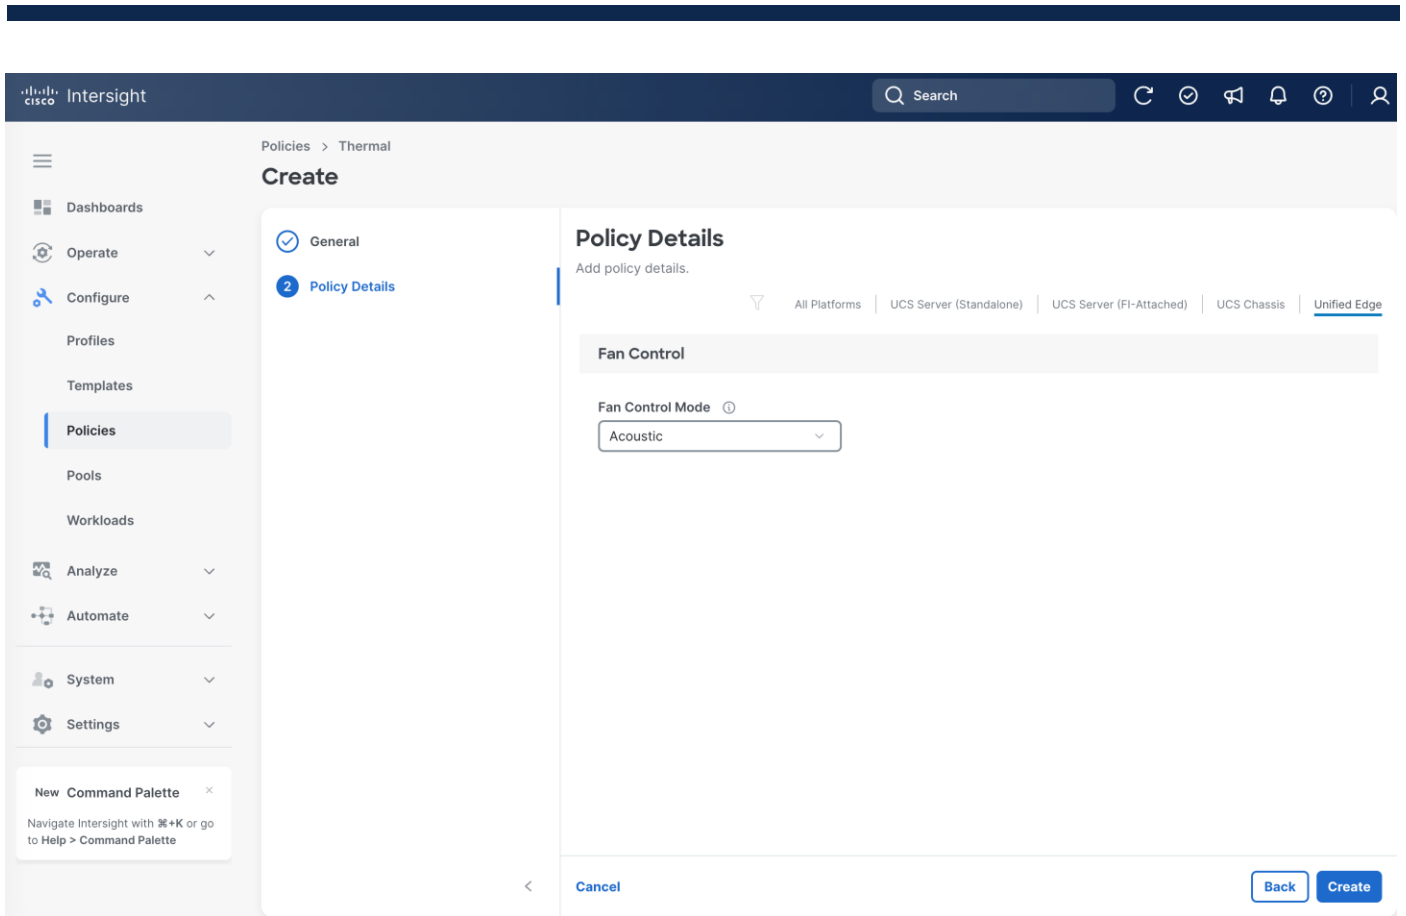 cisco Intersight
Search
Policies > Thermal
Create
Dashboards
Operate
Configure
Profiles
Templates
Policies
Pools
Workloads
Analyze
Automate
System
Settings
New Command Palette
Navigate Intersight with ⌘+K or go
to Help > Command Palette
General
2 Policy Details
Policy Details
Add policy details.
All Platforms UCS Server (Standalone) UCS Server (FI-Attached) UCS Chassis Unified Edge
Fan Control
Fan Control Mode
Acoustic
Cancel
Back Create